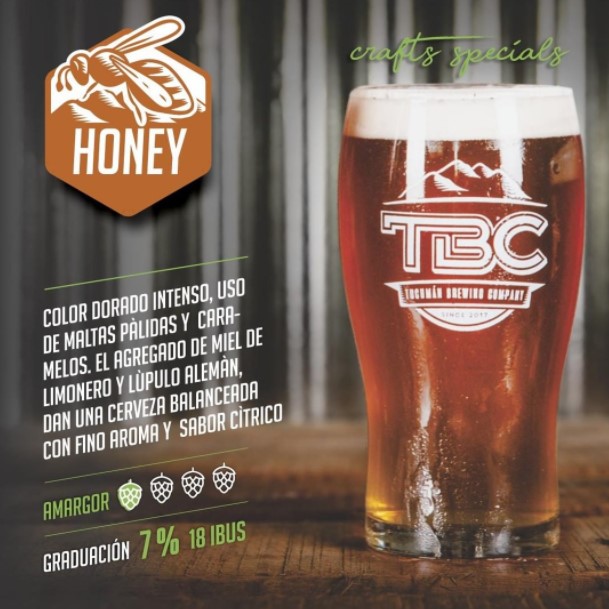 HONEY
crafts specials
TBC
TUCUMÁN BREWING COMPANY
SINCE 2017
COLOR DORADO INTENSO, USO
DE MALTAS PÀLIDAS Y CARA-
MELOS. EL AGREGADO DE MIEL DE
LIMONERO Y LÙPULO ALEMÀN,
DAN UNA CERVEZA BALANCEADA
CON FINO AROMA Y SABOR CÌTRICO
AMARGOR
GRADUACIÓN 7% 18 IBUS